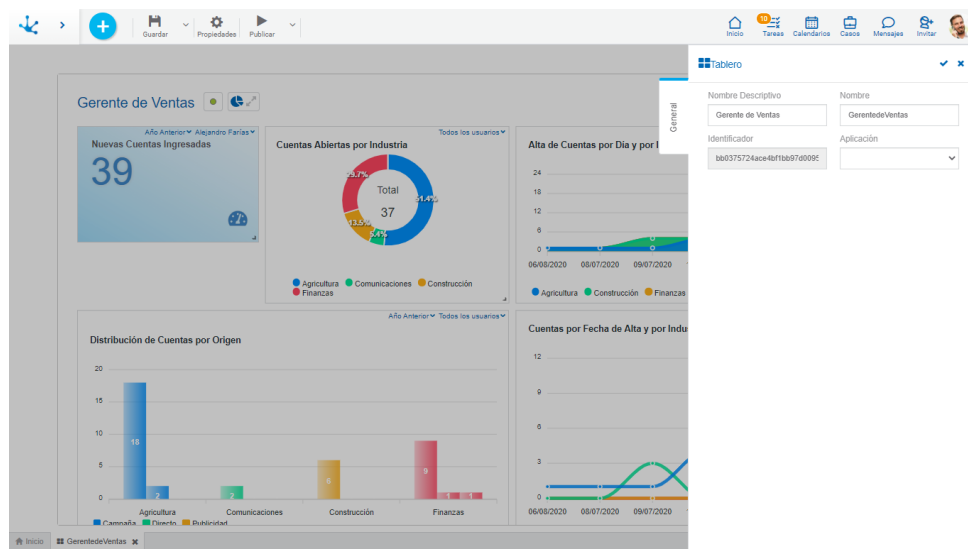 Guardar
Propiedades
Publicar
Inicio
10
Tareas
Calendarios
Casos
Mensajes
Invitar
Tablero
General
Nombre Descriptivo
Nombre
Gerente de Ventas
GerentedeVentas
Identificador
Aplicación
bb0375724ace4bf1bb97d0095
Gerente de Ventas
Año Anterior Alejandro Farías
Nuevas Cuentas Ingresadas
39
Todos los usuarios
Cuentas Abiertas por Industria
29.7%
51.4%
13.5%
5.4%
Total
37
Agricultura Comunicaciones Construcción
Finanzas
Alta de Cuentas por Día y por I
24
18
12
6
0
06/08/2020 08/07/2020 09/07/2020
Agricultura Construcción Finanzas
Año Anterior Todos los usuarios
Distribución de Cuentas por Origen
20
15
10
5
0
18
2
2
6
9
1
1
Agricultura Comunicaciones Construcción Finanzas
Campaña Directo Publicidad
Cuentas por Fecha de Alta y por Indu
12
9
6
3
0
06/08/2020 08/07/2020 09/07/2020
Inicio
GerentedeVentas